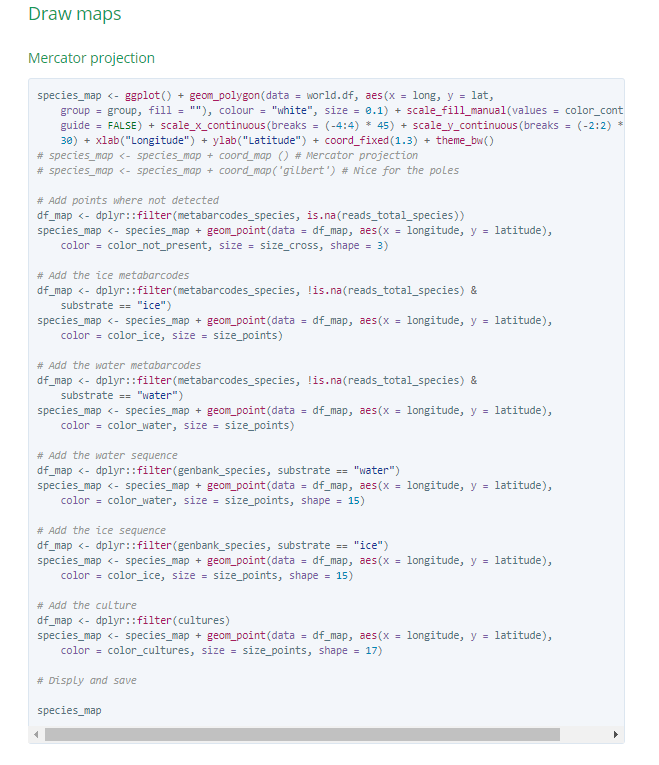 Draw maps
Mercator projection
species_map <- ggplot() + geom_polygon(data = world.df, aes(x = long, y = lat,
    group = group, fill = ""), colour = "white", size = 0.1) + scale_fill_manual(values = color_cont
    guide = FALSE) + scale_x_continuous(breaks = (-4:4) * 45) + scale_y_continuous(breaks = (-2:2) *
    30) + xlab("Longitude") + ylab("Latitude") + coord_fixed(1.3) + theme_bw()
# species_map <- species_map + coord_map () # Mercator projection
# species_map <- species_map + coord_map('gilbert') # Nice for the poles

# Add points where not detected
df_map <- dplyr::filter(metabarcodes_species, is.na(reads_total_species))
species_map <- species_map + geom_point(data = df_map, aes(x = longitude, y = latitude),
    color = color_not_present, size = size_cross, shape = 3)

# Add the ice metabarcodes
df_map <- dplyr::filter(metabarcodes_species, !is.na(reads_total_species) &
    substrate == "ice")
species_map <- species_map + geom_point(data = df_map, aes(x = longitude, y = latitude),
    color = color_ice, size = size_points)

# Add the water metabarcodes
df_map <- dplyr::filter(metabarcodes_species, !is.na(reads_total_species) &
    substrate == "water")
species_map <- species_map + geom_point(data = df_map, aes(x = longitude, y = latitude),
    color = color_water, size = size_points)

# Add the water sequence
df_map <- dplyr::filter(genbank_species, substrate == "water")
species_map <- species_map + geom_point(data = df_map, aes(x = longitude, y = latitude),
    color = color_water, size = size_points, shape = 15)

# Add the ice sequence
df_map <- dplyr::filter(genbank_species, substrate == "ice")
species_map <- species_map + geom_point(data = df_map, aes(x = longitude, y = latitude),
    color = color_ice, size = size_points, shape = 15)

# Add the culture
df_map <- dplyr::filter(cultures)
species_map <- species_map + geom_point(data = df_map, aes(x = longitude, y = latitude),
    color = color_cultures, size = size_points, shape = 17)

# Disply and save

species_map